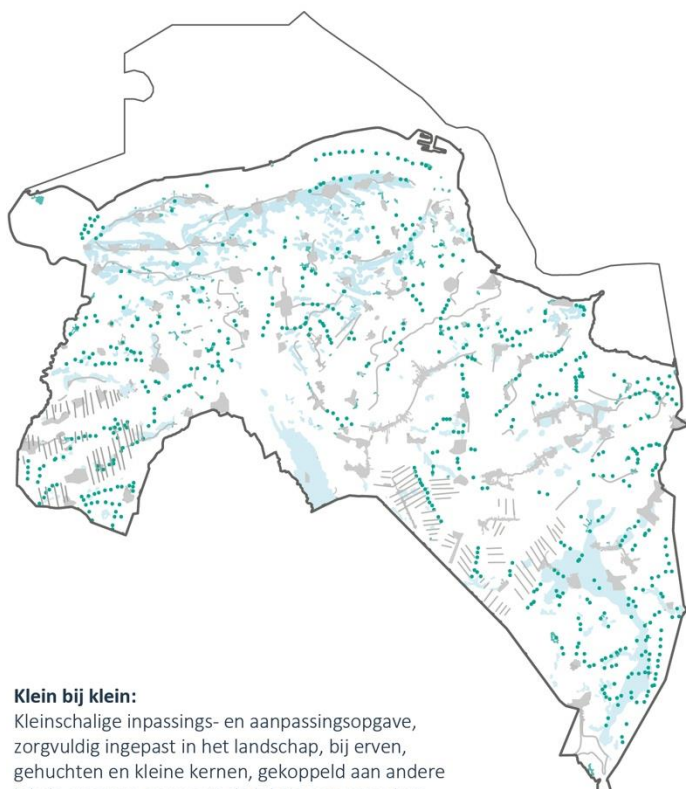 Klein bij klein:
Kleinschalige inpassings- en aanpassingsopgave,
zorgvuldig ingepast in het landschap, bij erven,
gehuchten en kleine kernen, gekoppeld aan andere